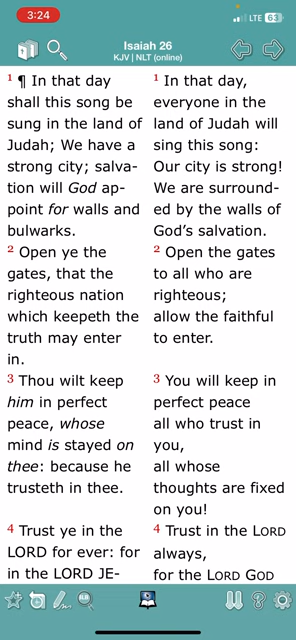 3:24
LTE 63
Isaiah 26
KJV | NLT (online)
1 ¶ In that day
shall this song be
sung in the land of
Judah; We have a
strong city; salva-
tion will God ap-
point for walls and
bulwarks.
2 Open ye the
gates, that the
righteous nation
which keepeth the
truth may enter
in.
3 Thou wilt keep
him in perfect
peace, whose
mind is stayed on
thee: because he
trusteth in thee.
4 Trust ye in the
LORD for ever: for
in the LORD JE-
1 In that day,
everyone in the
land of Judah will
sing this song:
Our city is strong!
We are surround-
ed by the walls of
God’s salvation.
2 Open the gates
to all who are
righteous;
allow the faithful
to enter.
3 You will keep in
perfect peace
all who trust in
you,
all whose
thoughts are fixed
on you!
4 Trust in the LORD
always,
for the LORD GOD